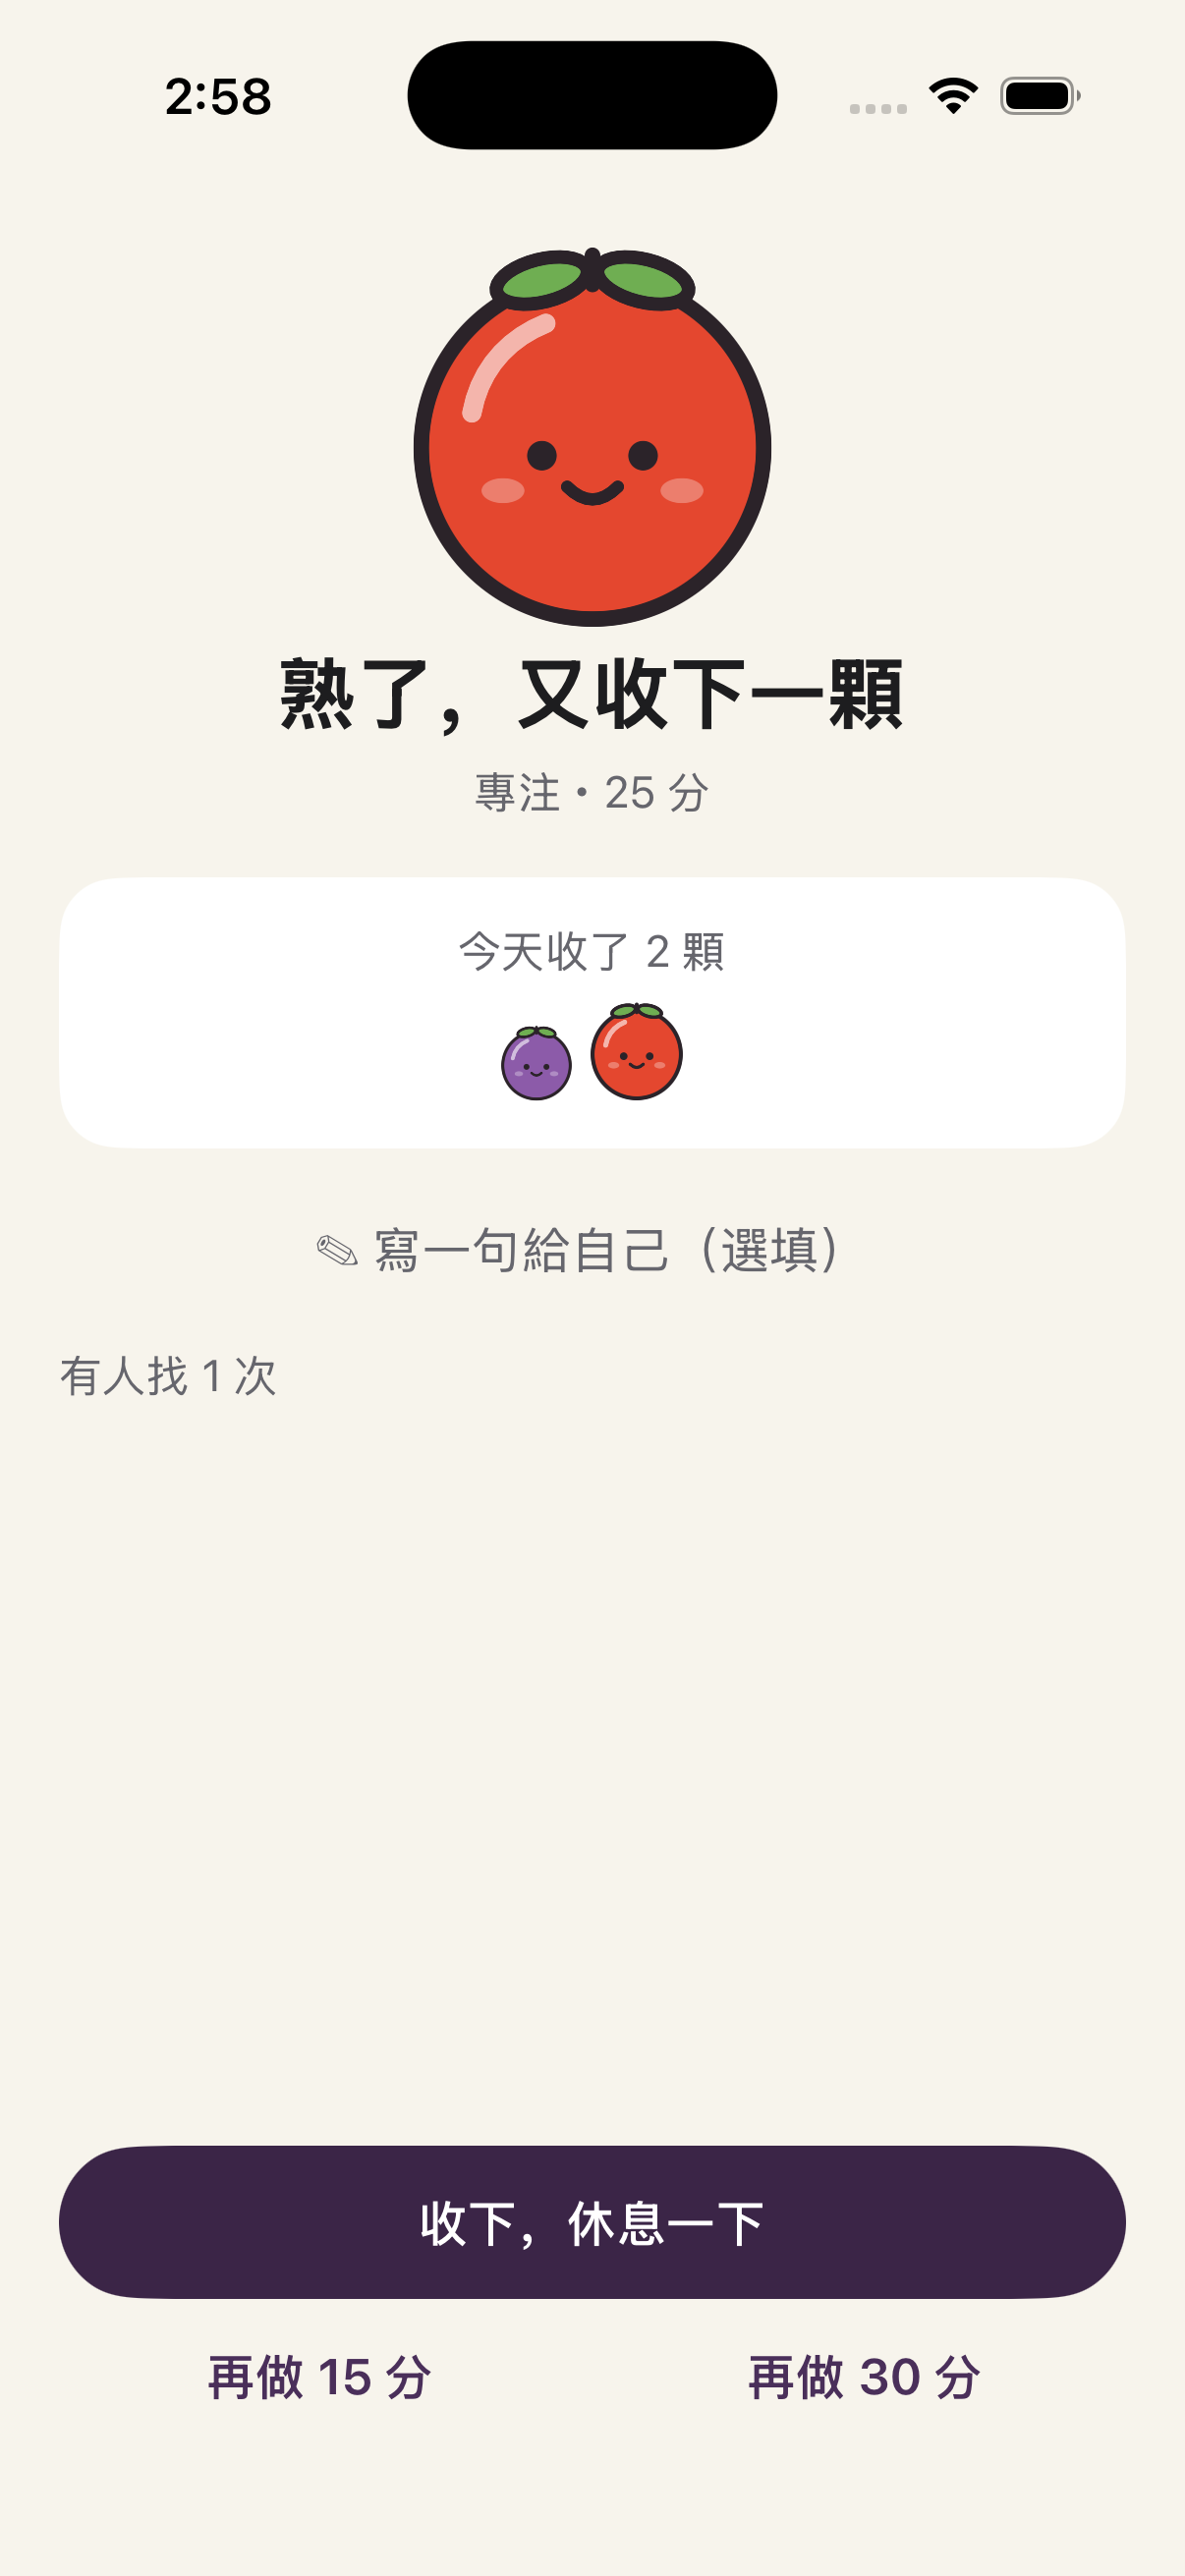 2:58
熟了，又收下一顆
專注・25 分
今天收了 2 顆
✎ 寫一句給自己（選填）
有人找 1 次
收下，休息一下
再做 15 分
再做 30 分